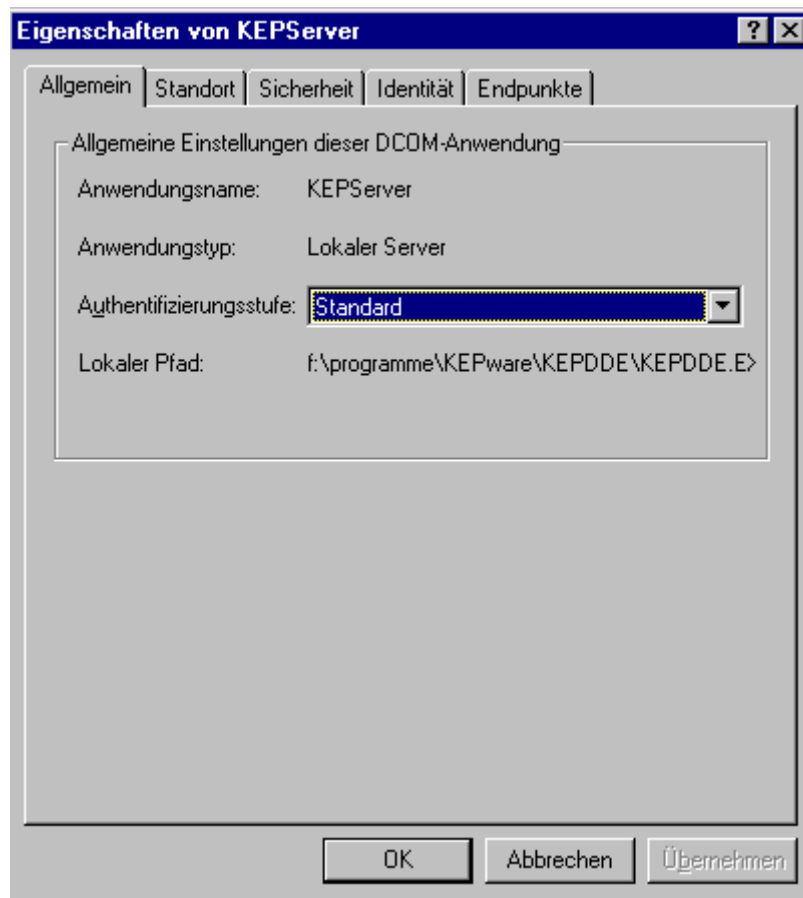 Eigenschaften von KEPServer
Allgemein Standort Sicherheit Identität Endpunkte
Allgemeine Einstellungen dieser DCOM-Anwendung
Anwendungsname: KEPServer
Anwendungstyp: Lokaler Server
Authentifizierungsstufe: Standard
Lokaler Pfad: f:\programme\KEPware\KEPDDE\KEPDDE.E
OK Abbrechen Übernehmen